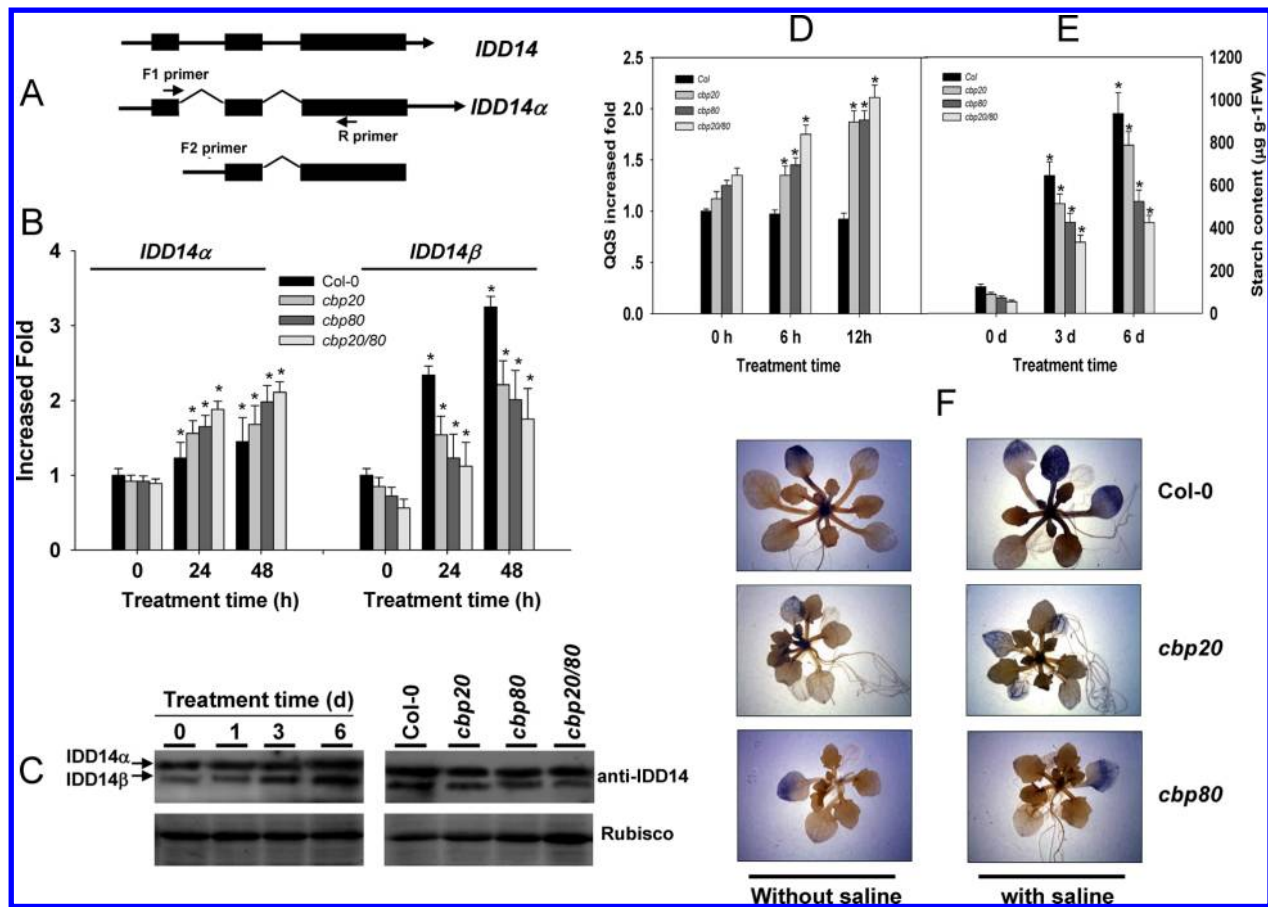 A
IDD14
F1 primer
IDD14α
R primer
F2 primer
B
IDD14α
IDD14β
Col-0
cbp20
cbp80
cbp20/80
Increased Fold
4
3
2
1
0
0 24 48 0 24 48
Treatment time (h) Treatment time (h)
C
Treatment time (d)
0 1 3 6
Col-0 cbp20 cbp80 cbp20/80
IDD14α
IDD14β
anti-IDD14
Rubisco
D
QQS increased fold
2.5
2.0
1.5
1.0
.5
0.0
Col
cbp20
cbp80
cbp20/80
0 h 6 h 12h
Treatment time
E
Col
cbp20
cbp80
cbp20/80
1200
1000
800
600
400
200
0
Starch content (µg g-1FW)
0 d 3 d 6 d
Treatment time
F
Col-0
cbp20
cbp80
Without saline
with saline